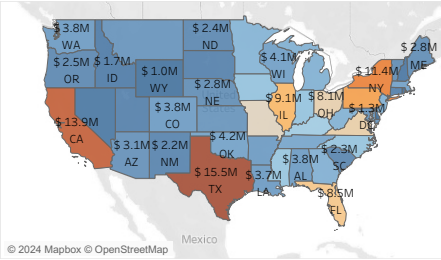 $ 3.8M
WA
$ 2.4M
ND
$ 2.8M
ME
$ 2.5M
OR
$ 1.7M
ID
$ 1.0M
WY
$ 4.1M
WI
$ 11.4M
NY
$ 2.8M
NE
$ 9.1M
IL
$ 8.1M
OH
$ 1.3M
DC
$ 13.9M
CA
$ 3.8M
CO
$ 3.1M
AZ
$ 2.2M
NM
$ 4.2M
OK
$ 2.3M
SC
$ 15.5M
TX
$ 3.7M
LA
$ 3.8M
AL
$ 8.5M
FL
Mexico
© 2024 Mapbox © OpenStreetMap